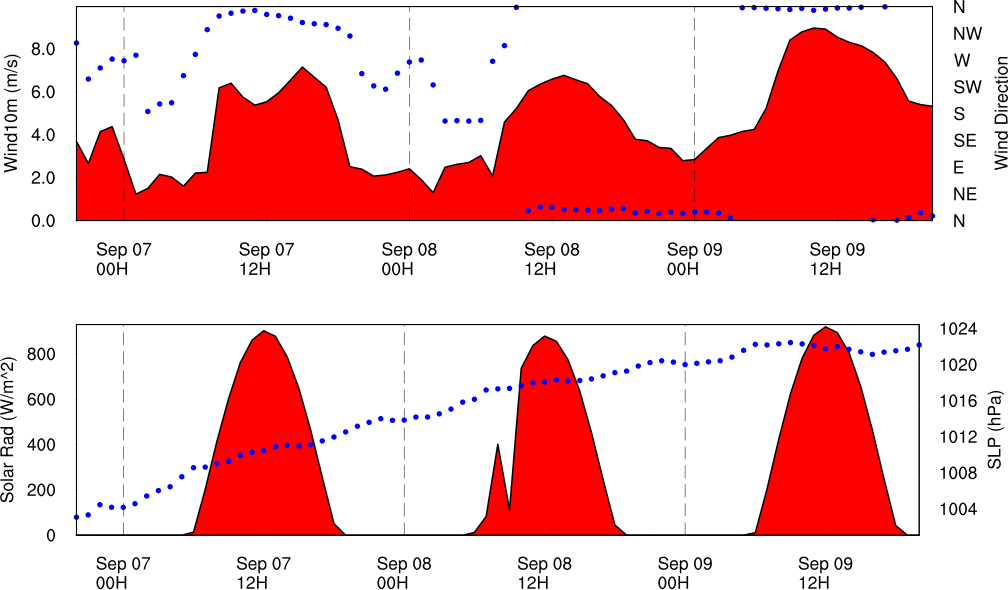 Wind10m (m/s)
8.0
6.0
4.0
2.0
0.0
N
NW
W
SW
S
SE
E
NE
N
Wind Direction
Sep 07
00H
Sep 07
12H
Sep 08
00H
Sep 08
12H
Sep 09
00H
Sep 09
12H
Solar Rad (W/m^2)
800
600
400
200
0
1024
1020
1016
1012
1008
1004
SLP (hPa)
Sep 07
00H
Sep 07
12H
Sep 08
00H
Sep 08
12H
Sep 09
00H
Sep 09
12H